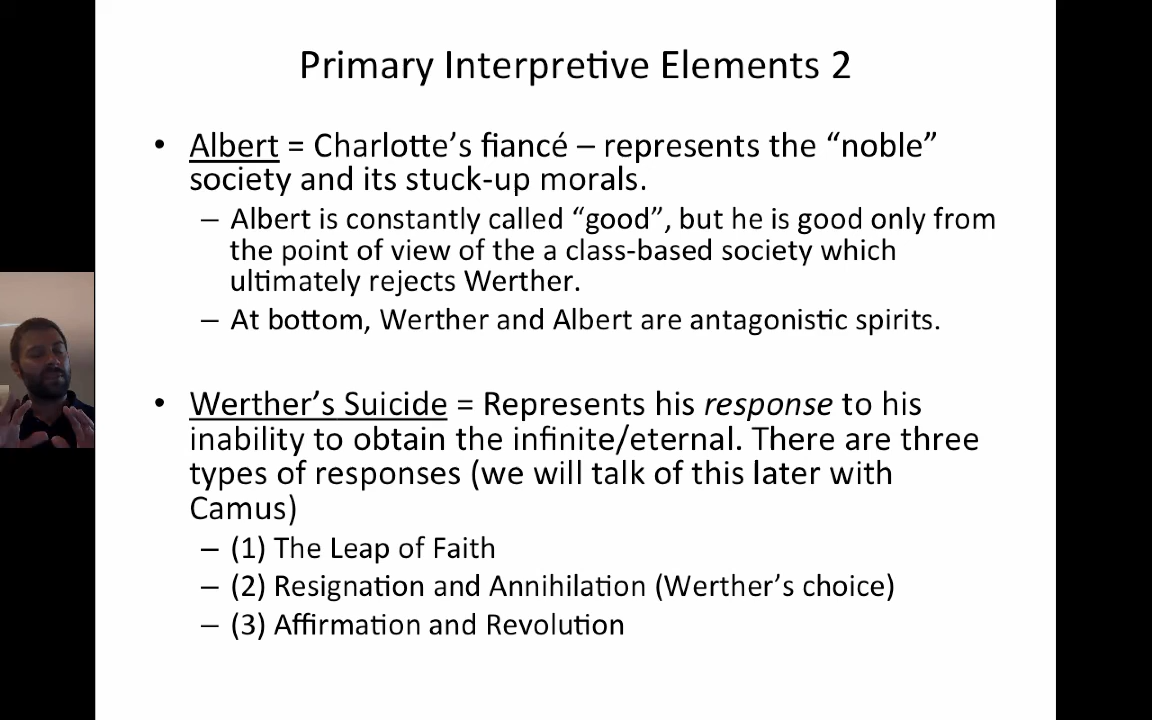 Primary Interpretive Elements 2
• Albert = Charlotte’s fiancé – represents the “noble”
society and its stuck-up morals.
– Albert is constantly called “good”, but he is good only from
the point of view of the a class-based society which
ultimately rejects Werther.
– At bottom, Werther and Albert are antagonistic spirits.
• Werther’s Suicide = Represents his response to his
inability to obtain the infinite/eternal. There are three
types of responses (we will talk of this later with
Camus)
– (1) The Leap of Faith
– (2) Resignation and Annihilation (Werther’s choice)
– (3) Affirmation and Revolution